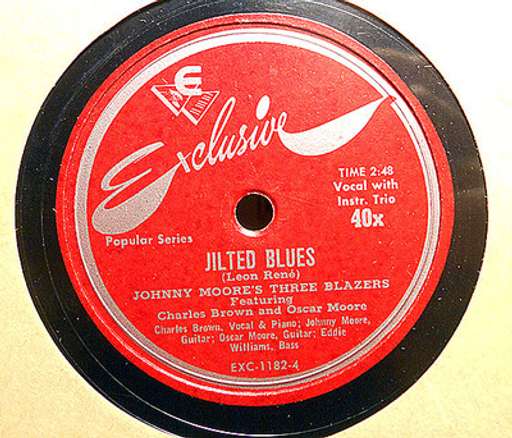 E
Exclusive
TIME 2:48
Vocal with
Instr. Trio
40x
Popular Series
JILTED BLUES
(Leon René)
JOHNNY MOORE'S THREE BLAZERS
Featuring
Charles Brown and Oscar Moore
Charles Brown, Vocal & Piano; Johnny Moore,
Guitar; Oscar Moore, Guitar; Eddie
Williams, Bass
EXC-1182-4